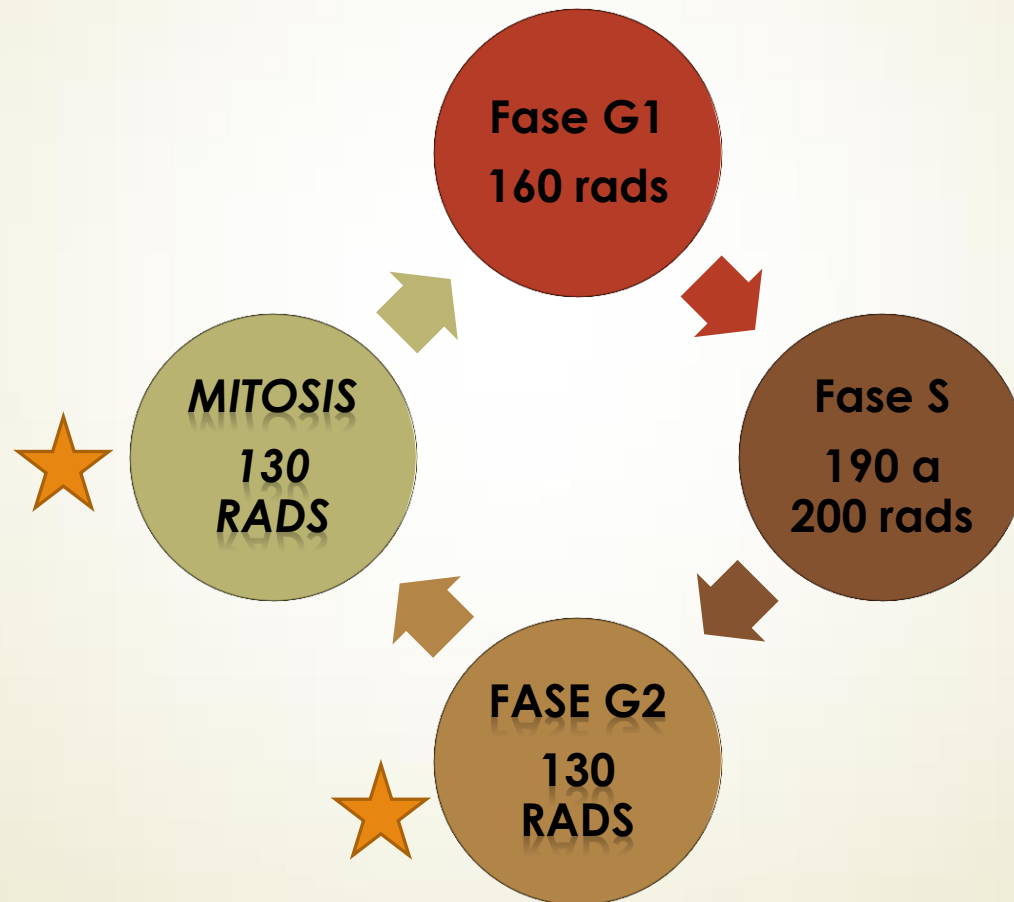 Fase G1
160 rads
Fase S
190 a
200 rads
FASE G2
130
RADS
MITOSIS
130
RADS